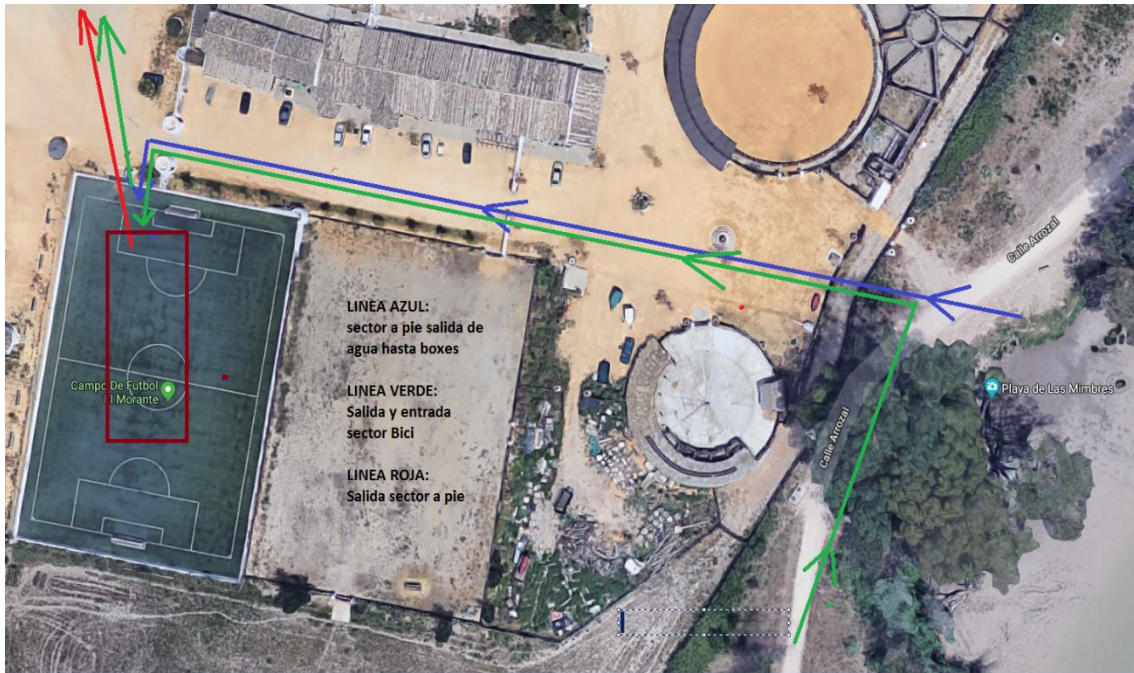 Calle Arrozal
LINEA AZUL:
sector a pie salida de
agua hasta boxes
LINEA VERDE:
Salida y entrada
sector Bici
LINEA ROJA:
Salida sector a pie
Campo De Futbol
El Morante
Playa de Las Mimbres
Calle Arrozal